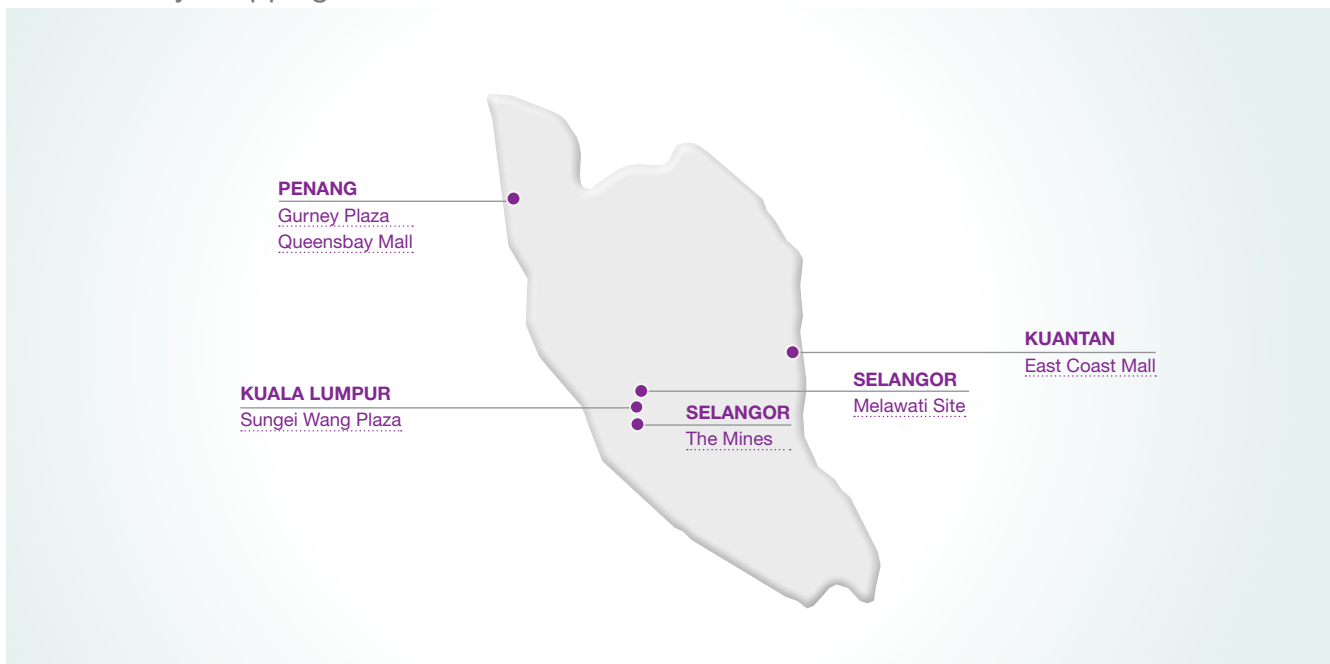 PENANG
Gurney Plaza
Queensbay Mall
KUANTAN
East Coast Mall
SELANGOR
Melawati Site
KUALA LUMPUR
Sungei Wang Plaza
SELANGOR
The Mines